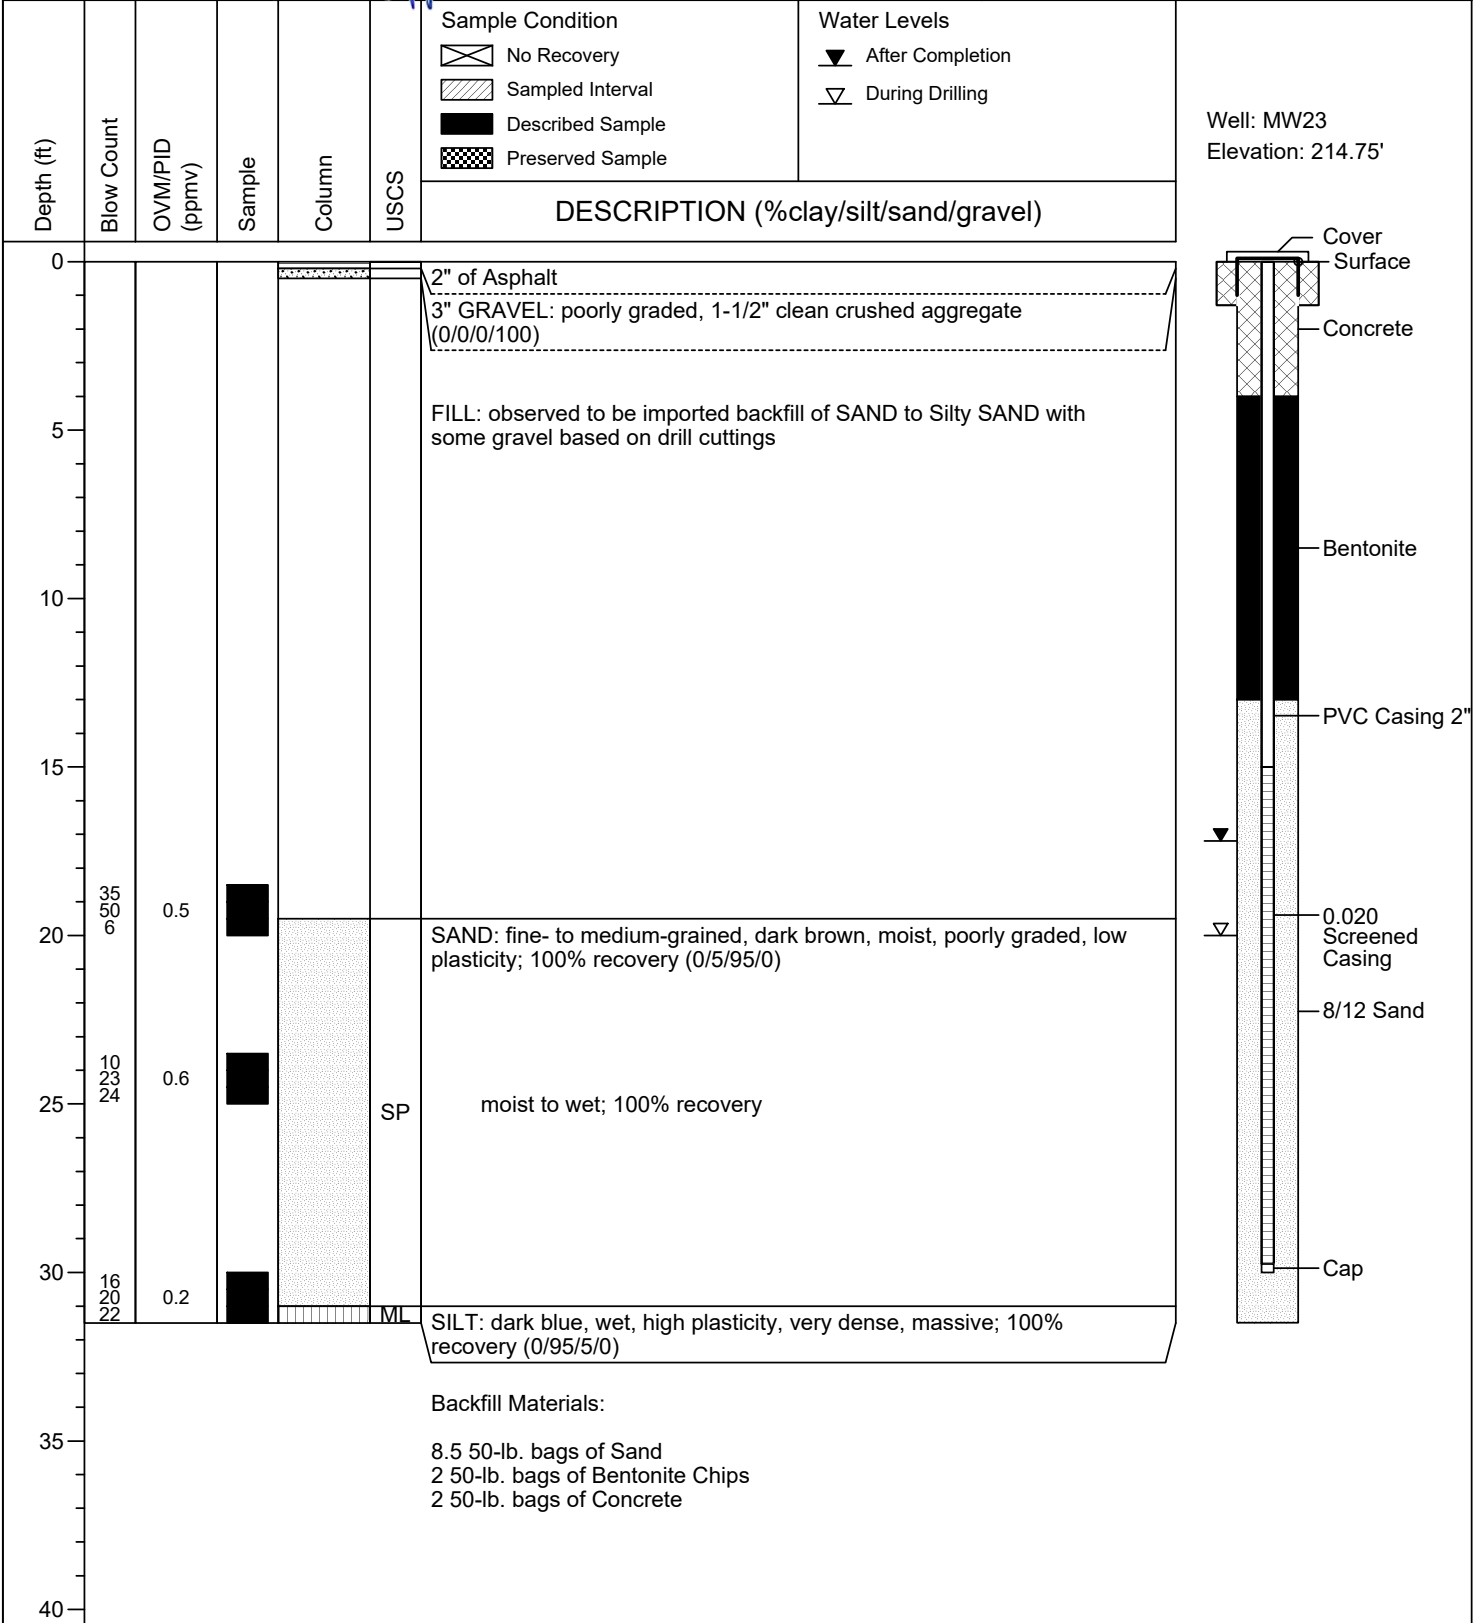 Sample Condition
No Recovery
Sampled Interval
Described Sample
Preserved Sample
Water Levels
After Completion
During Drilling
Well: MW23
Elevation: 214.75'
Depth (ft)
Blow Count
OVM/PID
(ppmv)
Sample
Column
USCS
DESCRIPTION (%clay/silt/sand/gravel)
0
5
10
15
20
25
30
35
40
35
50
6
0.5
10
23
24
0.6
16
20
22
0.2
SP
ML
2" of Asphalt
3" GRAVEL: poorly graded, 1-1/2" clean crushed aggregate
(0/0/0/100)
FILL: observed to be imported backfill of SAND to Silty SAND with
some gravel based on drill cuttings
SAND: fine- to medium-grained, dark brown, moist, poorly graded, low
plasticity; 100% recovery (0/5/95/0)
moist to wet; 100% recovery
SILT: dark blue, wet, high plasticity, very dense, massive; 100%
recovery (0/95/5/0)
Backfill Materials:
8.5 50-lb. bags of Sand
2 50-lb. bags of Bentonite Chips
2 50-lb. bags of Concrete
Cover
Surface
Concrete
Bentonite
PVC Casing 2"
0.020
Screened
Casing
8/12 Sand
Cap